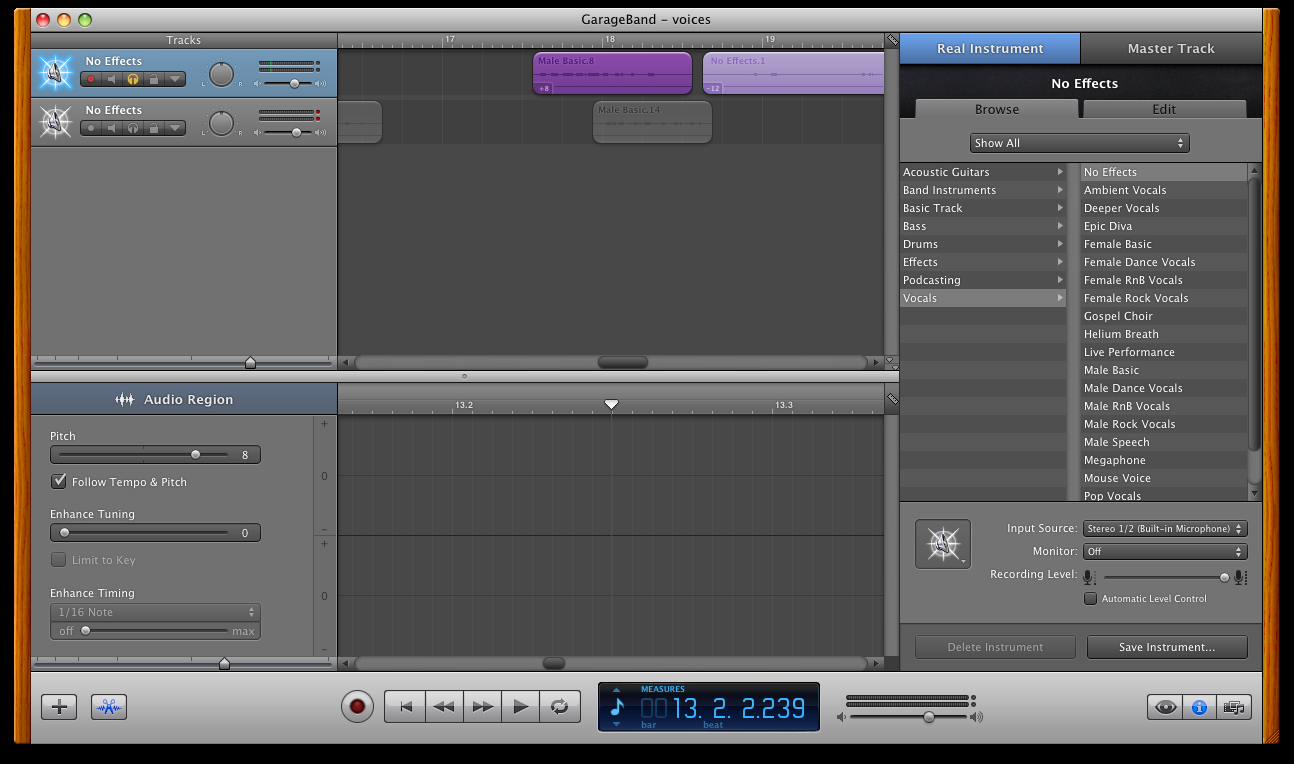 GarageBand – voices
Tracks
17
18
19
No Effects
L R
No Effects
L R
Male Basic.8
+8
No Effects.1
-12
Male Basic.14
Real Instrument
Master Track
No Effects
Browse
Edit
Show All
Acoustic Guitars
Band Instruments
Basic Track
Bass
Drums
Effects
Podcasting
Vocals
No Effects
Ambient Vocals
Deeper Vocals
Epic Diva
Female Basic
Female Dance Vocals
Female RnB Vocals
Female Rock Vocals
Gospel Choir
Helium Breath
Live Performance
Male Basic
Male Dance Vocals
Male RnB Vocals
Male Rock Vocals
Male Speech
Megaphone
Mouse Voice
Pop Vocals
Input Source: Stereo 1/2 (Built-in Microphone)
Monitor: Off
Recording Level:
Automatic Level Control
Delete Instrument
Save Instrument...
Audio Region
13.2
13.3
Pitch
8
Follow Tempo & Pitch
Enhance Tuning
0
Limit to Key
Enhance Timing
1/16 Note
off max
+
0
–
+
0
–
MEASURES
0013. 2. 2.239
bar beat